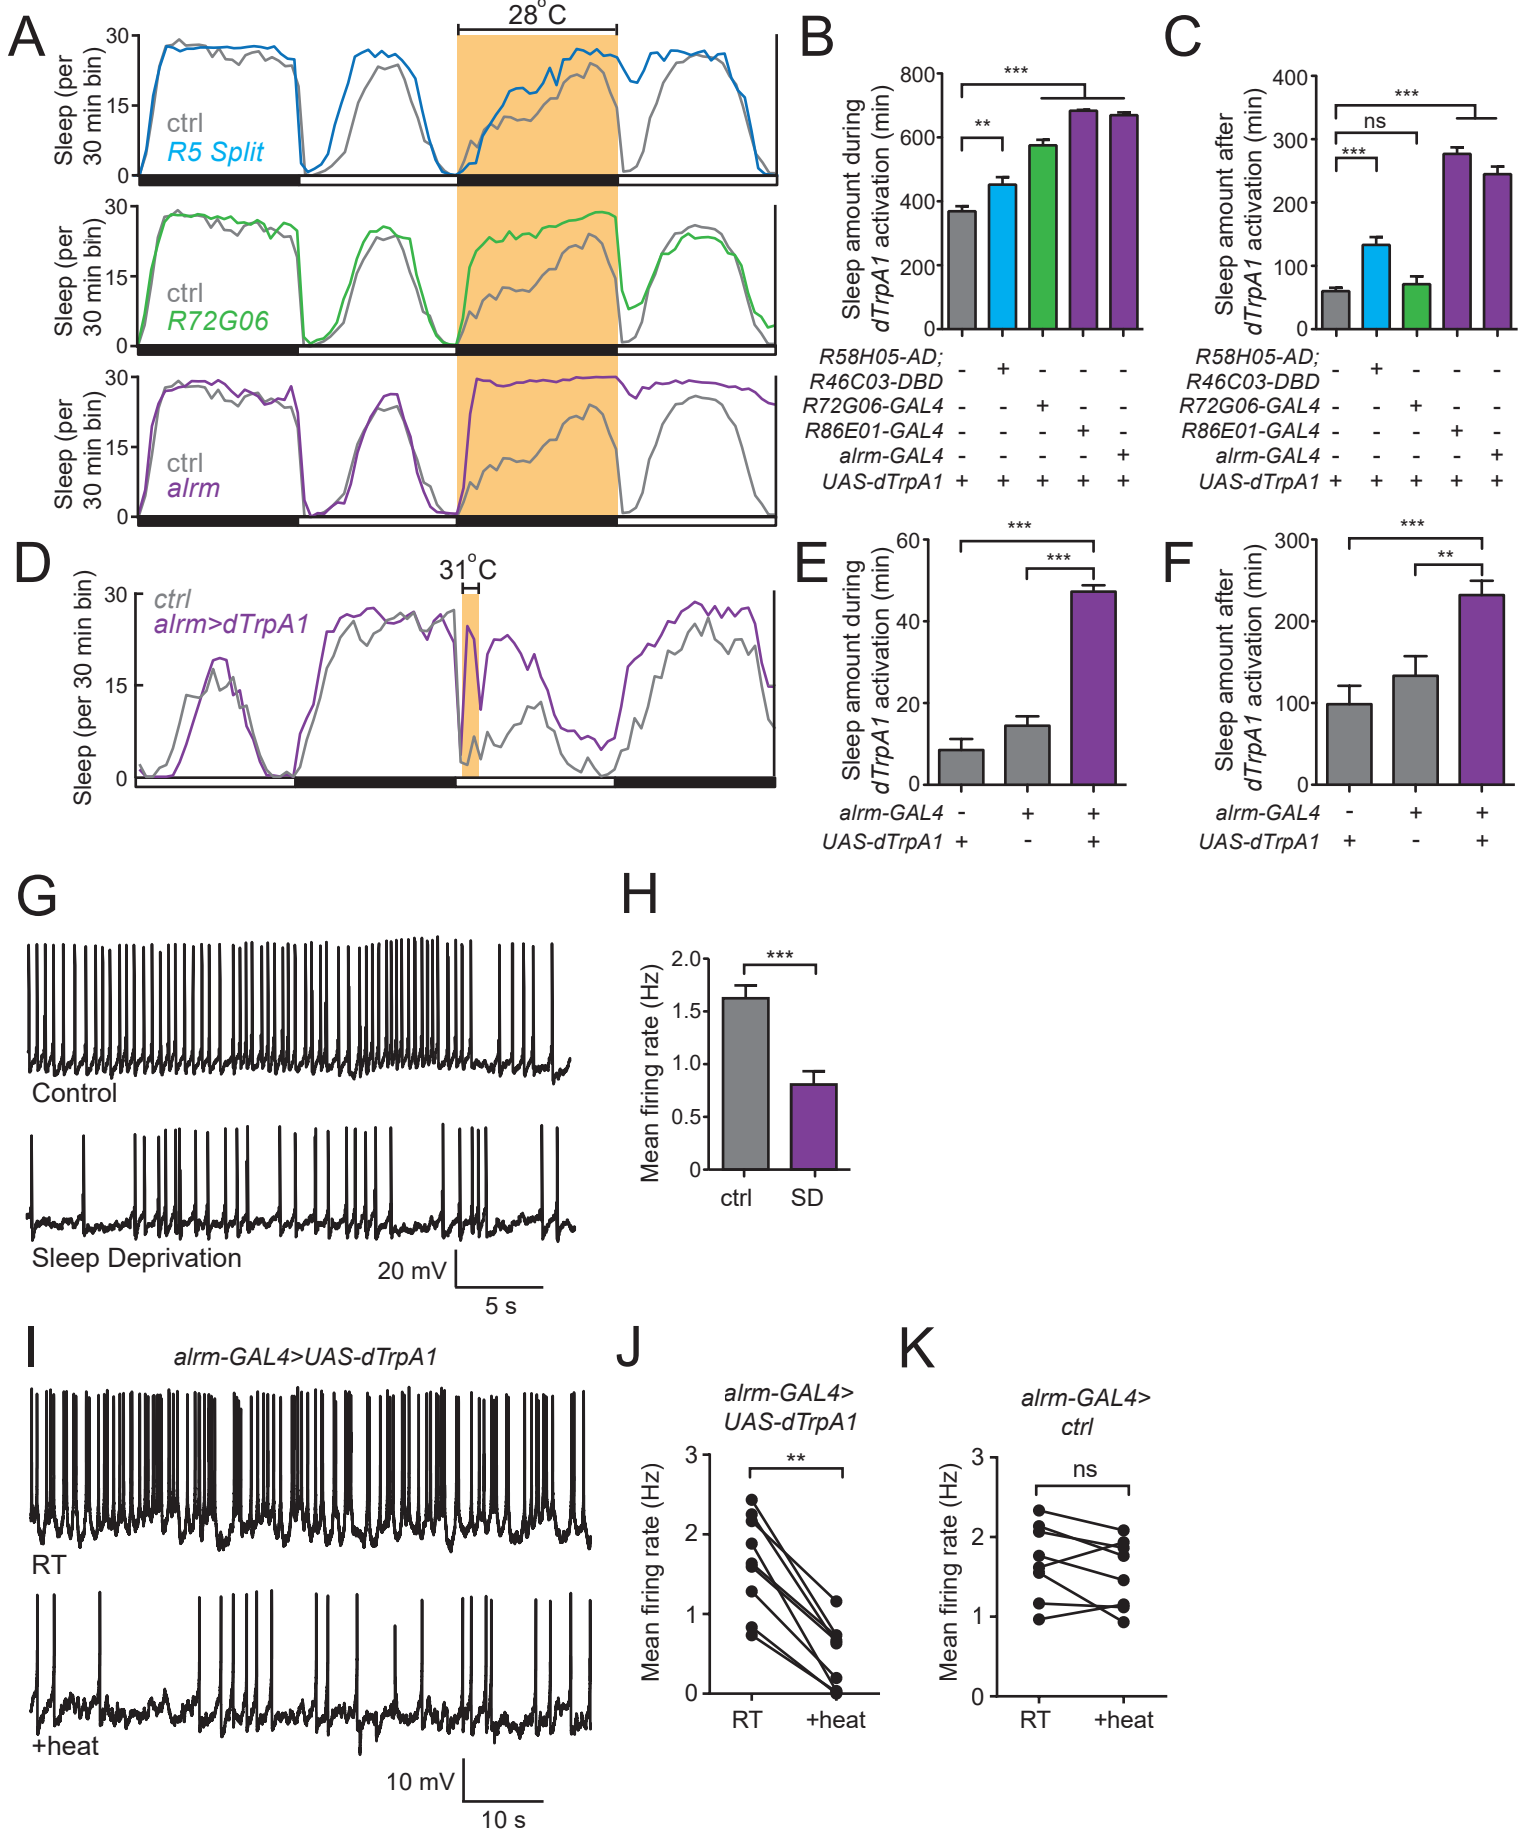 A
28°C
Sleep (per
30 min bin)
30
15
0
ctrl
R5 Split
Sleep (per
30 min bin)
30
15
0
ctrl
R72G06
Sleep (per
30 min bin)
30
15
0
ctrl
alrm
B
Sleep amount during
dTrpA1 activation (min)
800
600
400
200
0
***
**
R58H05-AD;
R46C03-DBD - + - - -
R72G06-GAL4 - - + - -
R86E01-GAL4 - - - + -
alrm-GAL4 - - - - +
UAS-dTrpA1 + + + + +
C
Sleep amount after
dTrpA1 activation (min)
400
300
200
100
0
***
ns
***
R58H05-AD;
R46C03-DBD - + - - -
R72G06-GAL4 - - + - -
R86E01-GAL4 - - - + -
alrm-GAL4 - - - - +
UAS-dTrpA1 + + + + +
D
31°C
Sleep (per 30 min bin)
30
15
0
ctrl
alrm>dTrpA1
E
Sleep amount during
dTrpA1 activation (min)
60
40
20
0
***
***
alrm-GAL4 - + +
UAS-dTrpA1 + - +
F
Sleep amount after
dTrpA1 activation (min)
300
200
100
0
***
**
alrm-GAL4 - + +
UAS-dTrpA1 + - +
G
Control
Sleep Deprivation
20 mV
5 s
H
Mean firing rate (Hz)
2.0
1.5
1.0
0.5
0
***
ctrl SD
I
alrm-GAL4>UAS-dTrpA1
RT
+heat
10 mV
10 s
J
alrm-GAL4>
UAS-dTrpA1
Mean firing rate (Hz)
3
2
1
0
**
RT +heat
K
alrm-GAL4>
ctrl
Mean firing rate (Hz)
3
2
1
0
ns
RT +heat